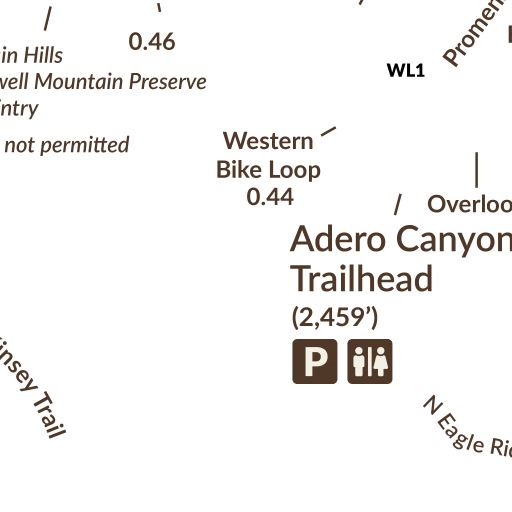 0.46
in Hills
well Mountain Preserve
ntry
not permitted
WL1
Promen
Western
Bike Loop
0.44
Overloo
Adero Canyon
Trailhead
(2,459’)
P
insey Trail
N Eagle Ri